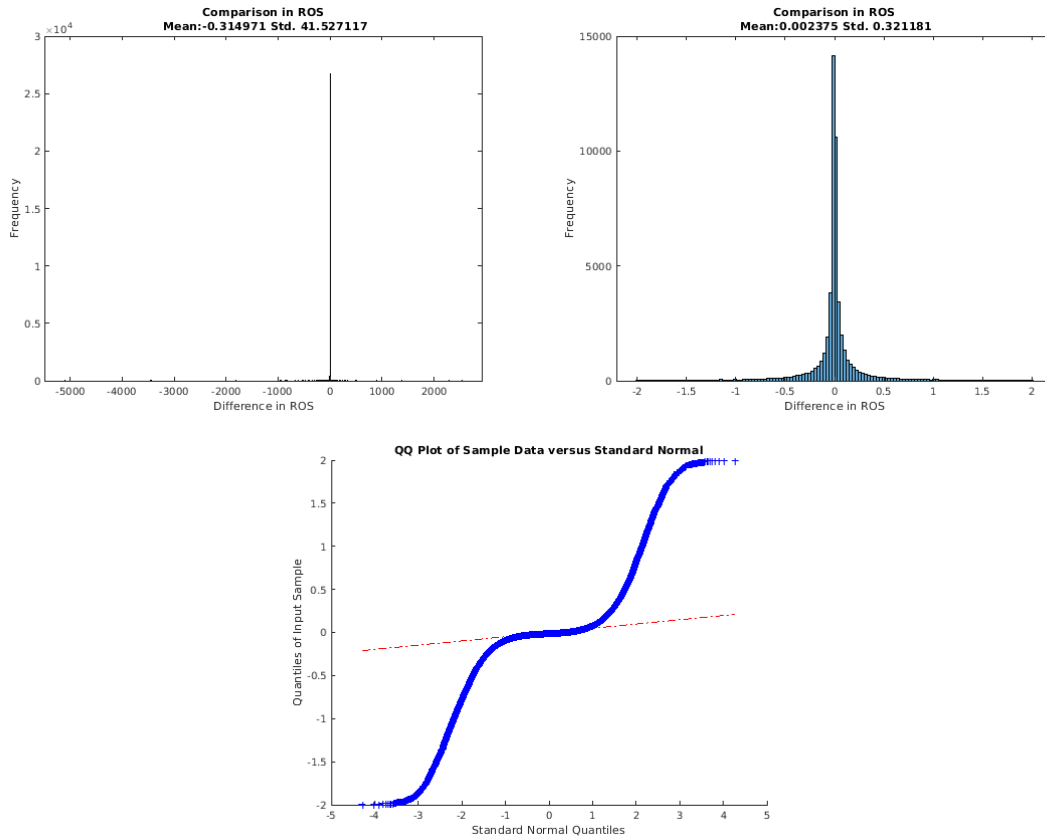 Comparison in ROS
Mean:-0.314971 Std. 41.527117
×10⁴
3
2.5
2
1.5
1
0.5
0
Frequency
-5000 -4000 -3000 -2000 -1000 0 1000 2000
Difference in ROS
Comparison in ROS
Mean:0.002375 Std. 0.321181
15000
10000
5000
0
Frequency
-2 -1.5 -1 -0.5 0 0.5 1 1.5 2
Difference in ROS
QQ Plot of Sample Data versus Standard Normal
2
1.5
1
0.5
0
-0.5
-1
-1.5
-2
Quantiles of Input Sample
-5 -4 -3 -2 -1 0 1 2 3 4 5
Standard Normal Quantiles